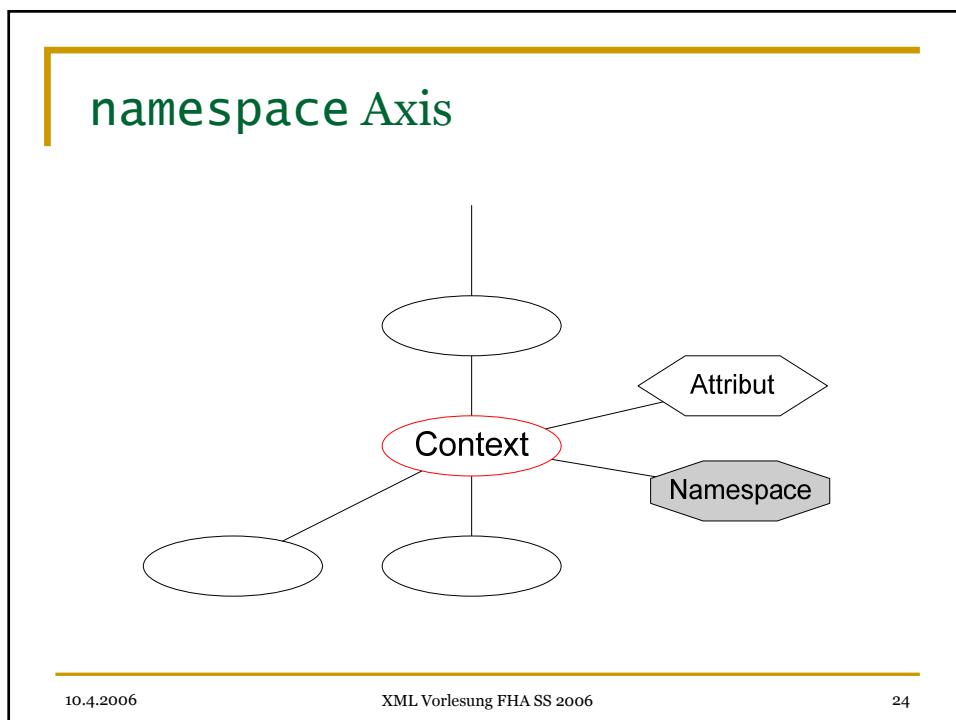 namespace Axis
Attribut
Context
Namespace
10.4.2006 XML Vorlesung FHA SS 2006 24